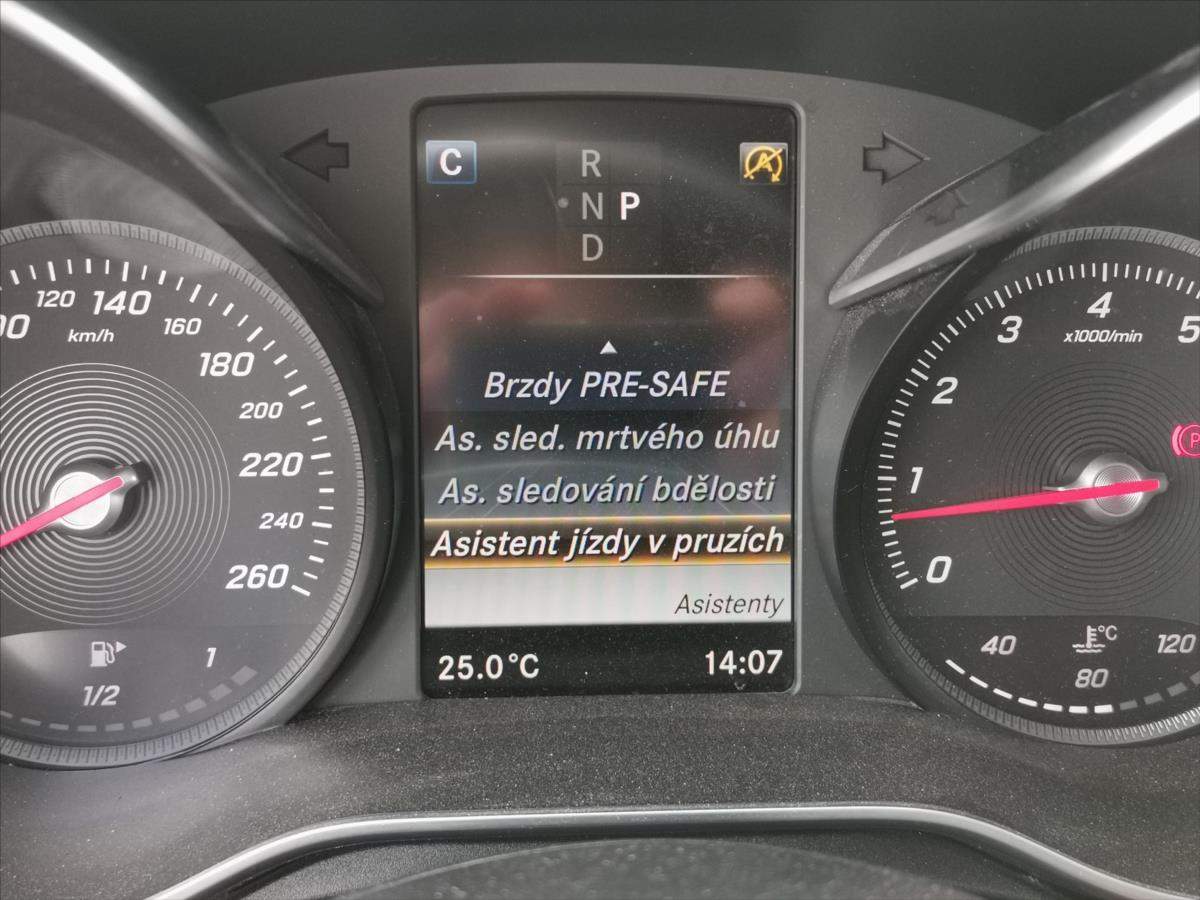 C
R
N P
D
A
Brzdy PRE-SAFE
As. sled. mrtvého úhlu
As. sledování bdělosti
Asistent jízdy v pruzích
Asistenty
25.0°C
14:07
120
140
160
180
200
220
240
260
km/h
1/2
1
0
1
2
3
4
5
x1000/min
P
40
80
120
°C